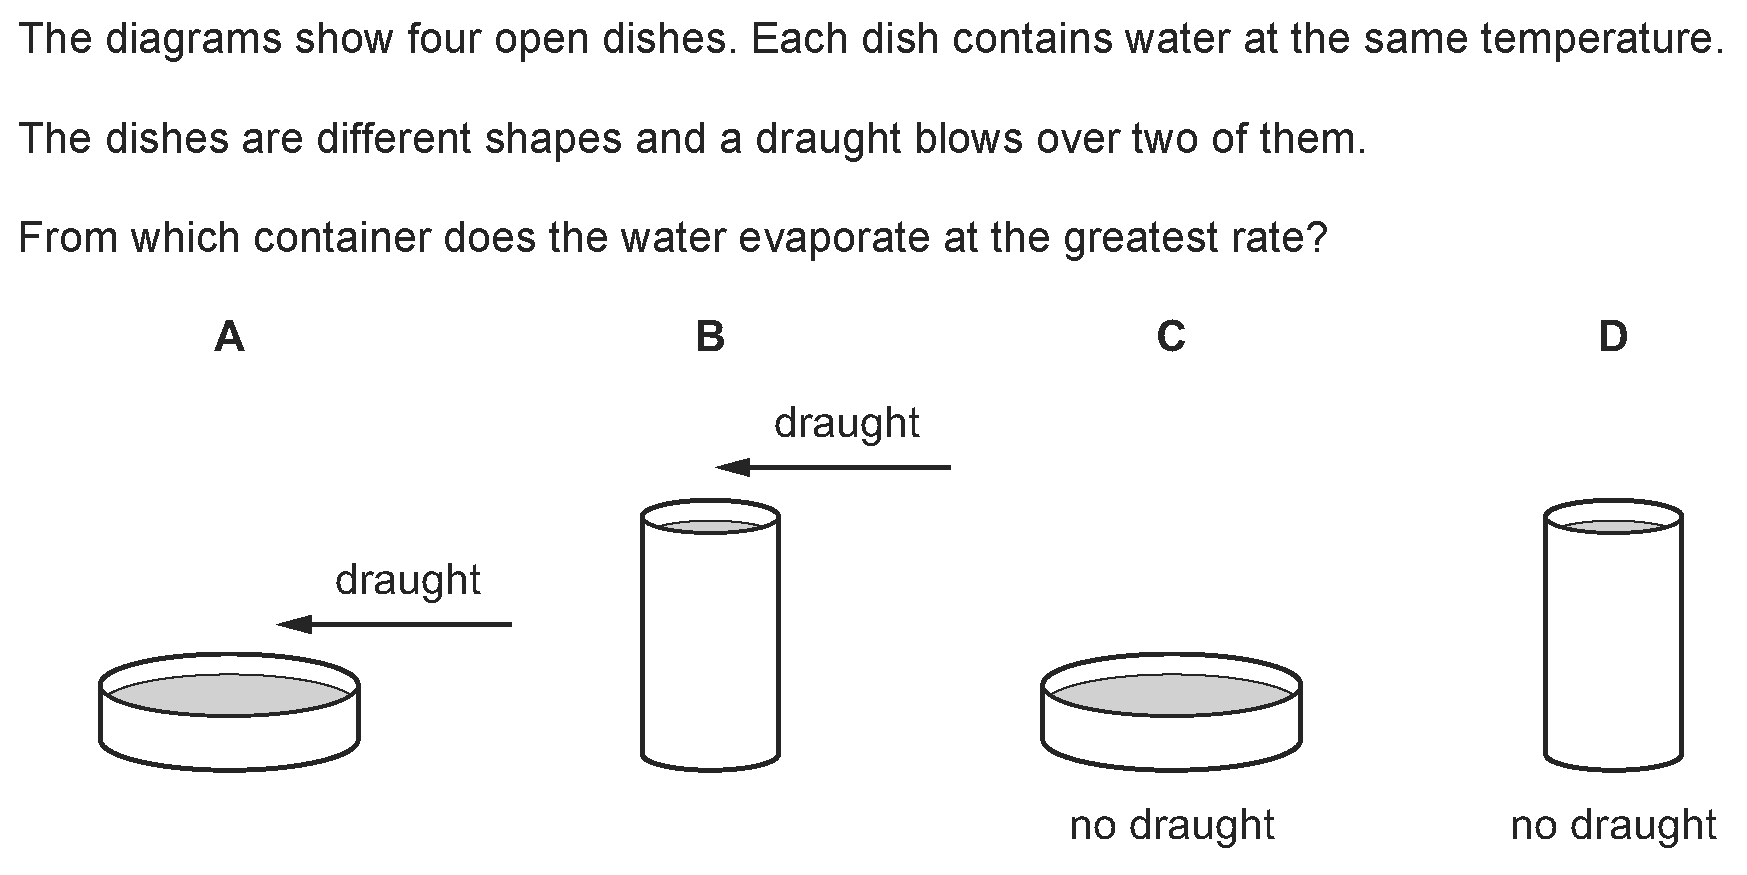 The diagrams show four open dishes. Each dish contains water at the same temperature.
The dishes are different shapes and a draught blows over two of them.
From which container does the water evaporate at the greatest rate?
A B C D
draught
draught
no draught no draught